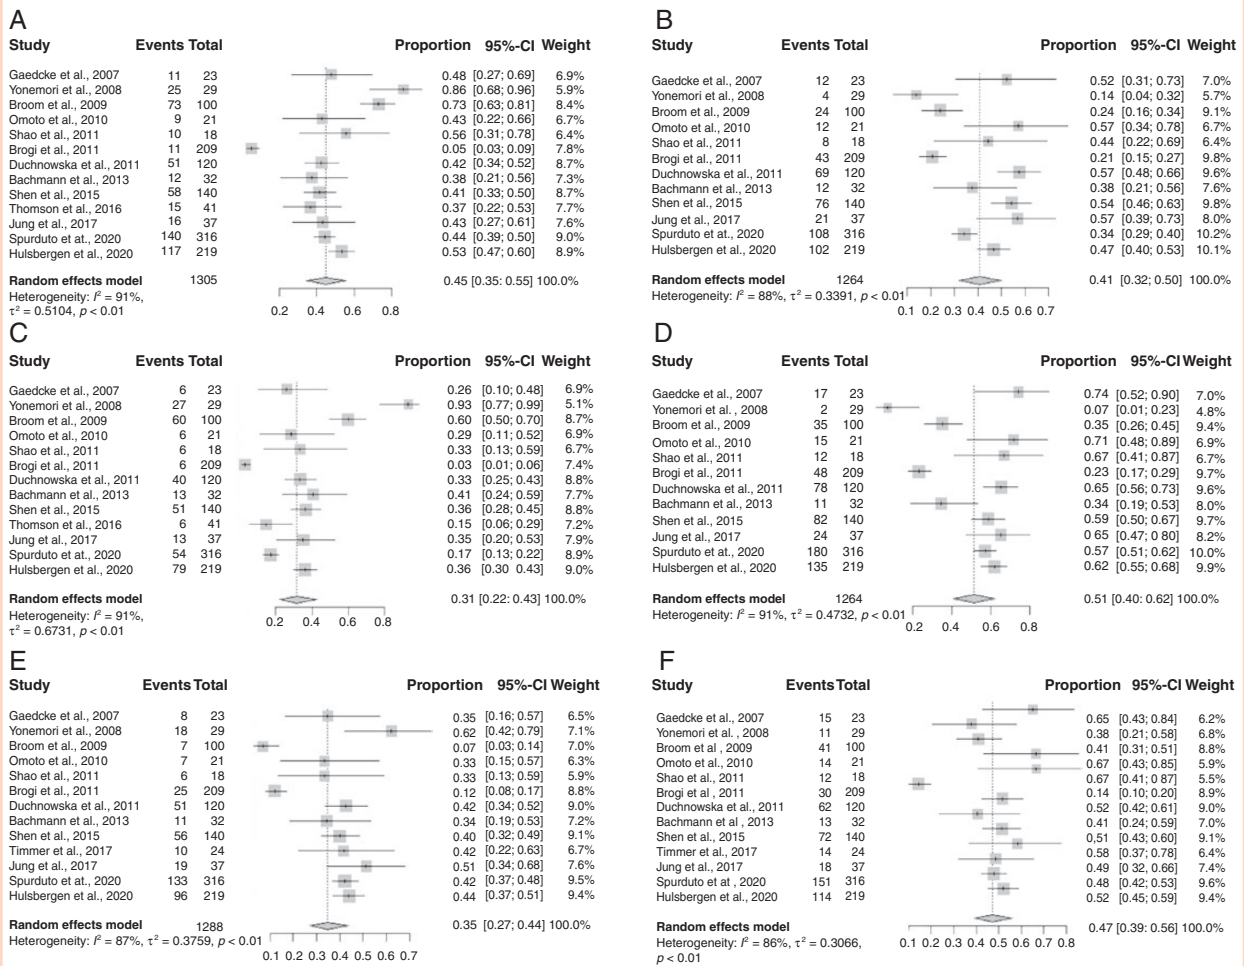 A
Study Events Total Proportion 95%-CI Weight
Gaedcke et al., 2007 11 23 0.48 [0.27; 0.69] 6.9%
Yonemori et al., 2008 25 29 0.86 [0.68; 0.96] 5.9%
Broom et al., 2009 73 100 0.73 [0.63; 0.81] 8.4%
Omoto et al., 2010 9 21 0.43 [0.22; 0.66] 6.7%
Shao et al., 2011 10 18 0.56 [0.31; 0.78] 6.4%
Brogi et al., 2011 11 209 0.05 [0.03; 0.09] 7.8%
Duchnowska et al., 2011 51 120 0.42 [0.34; 0.52] 8.7%
Bachmann et al., 2013 12 32 0.38 [0.21; 0.56] 7.3%
Shen et al., 2015 58 140 0.41 [0.33; 0.50] 8.7%
Thomson et al., 2016 15 41 0.37 [0.22; 0.53] 7.7%
Jung et al., 2017 16 37 0.43 [0.27; 0.61] 7.6%
Spurduto et at., 2020 140 316 0.44 [0.39; 0.50] 9.0%
Hulsbergen et al., 2020 117 219 0.53 [0.47; 0.60] 8.9%
Random effects model 1305 0.45 [0.35: 0.55] 100.0%
Heterogeneity: I² = 91%,
τ² = 0.5104, p < 0.01
0.2 0.4 0.6 0.8
B
Study Events Total Proportion 95%-CI Weight
Gaedcke et al., 2007 12 23 0.52 [0.31; 0.73] 7.0%
Yonemori et al., 2008 4 29 0.14 [0.04; 0.32] 5.7%
Broom et al., 2009 24 100 0.24 [0.16; 0.34] 9.1%
Omoto et al., 2010 12 21 0.57 [0.34; 0.78] 6.7%
Shao et al., 2011 8 18 0.44 [0.22; 0.69] 6.4%
Brogi et al., 2011 43 209 0.21 [0.15; 0.27] 9.8%
Duchnowska et al., 2011 69 120 0.57 [0.48; 0.66] 9.6%
Bachmann et al., 2013 12 32 0.38 [0.21; 0.56] 7.6%
Shen et al., 2015 76 140 0.54 [0.46; 0.63] 9.8%
Jung et al., 2017 21 37 0.57 [0.39; 0.73] 8.0%
Spurduto et al., 2020 108 316 0.34 [0.29; 0.40] 10.2%
Hulsbergen et al., 2020 102 219 0.47 [0.40; 0.53] 10.1%
Random effects model 1264 0.41 [0.32; 0.50] 100.0%
Heterogeneity: I² = 88%, τ² = 0.3391, p < 0.01
0.1 0.2 0.3 0.4 0.5 0.6 0.7
C
Study Events Total Proportion 95%-CI Weight
Gaedcke et al., 2007 6 23 0.26 [0.10; 0.48] 6.9%
Yonemori et al., 2008 27 29 0.93 [0.77; 0.99] 5.1%
Broom et al., 2009 60 100 0.60 [0.50; 0.70] 8.7%
Omoto et al., 2010 6 21 0.29 [0.11; 0.52] 6.9%
Shao et al., 2011 6 18 0.33 [0.13; 0.59] 6.7%
Brogi et al., 2011 6 209 0.03 [0.01; 0.06] 7.4%
Duchnowska et al., 2011 40 120 0.33 [0.25; 0.43] 8.8%
Bachmann et al., 2013 13 32 0.41 [0.24; 0.59] 7.7%
Shen et al., 2015 51 140 0.36 [0.28; 0.45] 8.8%
Thomson et al., 2016 6 41 0.15 [0.06; 0.29] 7.2%
Jung et al., 2017 13 37 0.35 [0.20; 0.53] 7.9%
Spurduto et at., 2020 54 316 0.17 [0.13; 0.22] 8.9%
Hulsbergen et al., 2020 79 219 0.36 [0.30 0.43] 9.0%
Random effects model 0.31 [0.22; 0.43] 100.0%
Heterogeneity: I² = 91%,
τ² = 0.6731, p < 0.01
0.2 0.4 0.6 0.8
D
Study Events Total Proportion 95%-CI Weight
Gaedcke et al., 2007 17 23 0.74 [0.52; 0.90] 7.0%
Yonemori et al. , 2008 2 29 0.07 [0.01; 0.23] 4.8%
Broom et al., 2009 35 100 0.35 [0.26; 0.45] 9.4%
Omoto et al., 2010 15 21 0.71 [0.48; 0.89] 6.9%
Shao et al., 2011 12 18 0.67 [0.41; 0.87] 6.7%
Brogi et al., 2011 48 209 0.23 [0.17; 0.29] 9.7%
Duchnowska et al., 2011 78 120 0.65 [0.56; 0.73] 9.6%
Bachmann et al., 2013 11 32 0.34 [0.19; 0.53] 8.0%
Shen et al., 2015 82 140 0.59 [0.50; 0.67] 9.7%
Jung et al., 2017 24 37 0 65 [0.47; 0 80] 8.2%
Spurduto et al., 2020 180 316 0.57 [0.51; 0.62] 10.0%
Hulsbergen et al., 2020 135 219 0.62 [0.55; 0.68] 9.9%
Random effects model 1264 0.51 [0.40; 0.62] 100.0%
Heterogeneity: I² = 91%, τ² = 0.4732, p < 0.01
0.2 0.4 0.6 0.8
E
Study Events Total Proportion 95%-CI Weight
Gaedcke et al., 2007 8 23 0.35 [0.16; 0.57] 6.5%
Yonemori et al., 2008 18 29 0.62 [0.42; 0.79] 7.1%
Broom et al., 2009 7 100 0.07 [0.03; 0.14] 7.0%
Omoto et al., 2010 7 21 0.33 [0.15; 0.57] 6.3%
Shao et al., 2011 6 18 0.33 [0.13; 0.59] 5.9%
Brogi et al., 2011 25 209 0.12 [0.08; 0.17] 8.8%
Duchnowska et al., 2011 51 120 0.42 [0.34; 0.52] 9.0%
Bachmann et al., 2013 11 32 0.34 [0.19; 0.53] 7.2%
Shen et al., 2015 56 140 0.40 [0.32; 0.49] 9.1%
Timmer et al., 2017 10 24 0.42 [0.22; 0.63] 6.7%
Jung et al., 2017 19 37 0.51 [0.34; 0.68] 7.6%
Spurduto et at., 2020 133 316 0.42 [0.37; 0.48] 9.5%
Hulsbergen et al., 2020 96 219 0.44 [0.37; 0.51] 9.4%
Random effects model 1288 0.35 [0.27; 0.44] 100.0%
Heterogeneity: I² = 87%, τ² = 0.3759, p < 0.01
0.1 0.2 0.3 0.4 0.5 0.6 0.7
F
Study Events Total Proportion 95%-CI Weight
Gaedcke et al., 2007 15 23 0.65 [0.43; 0.84] 6.2%
Yonemori et al., 2008 11 29 0.38 [0.21; 0.58] 6.8%
Broom et al , 2009 41 100 0.41 [0.31; 0.51] 8.8%
Omoto et al., 2010 14 21 0.67 [0.43; 0.85] 5.9%
Shao et al., 2011 12 18 0.67 [0.41; 0 87] 5.5%
Brogi et al , 2011 30 209 0.14 [0.10; 0.20] 8.9%
Duchnowska et al., 2011 62 120 0.52 [0.42; 0.61] 9.0%
Bachmann et al , 2013 13 32 0.41 [0.24; 0.59] 7.0%
Shen et al., 2015 72 140 0.51 [0.43; 0.60] 9.1%
Timmer et al., 2017 14 24 0.58 [0.37; 0.78] 6.4%
Jung et al., 2017 18 37 0.49 [0.32, 0.66] 7.4%
Spurduto et at , 2020 151 316 0.48 [0.42; 0.53] 9.6%
Hulsbergen et al., 2020 114 219 0.52 [0.45; 0.59] 9.4%
Random effects model 0.47 [0.39; 0.56] 100.0%
Heterogeneity: I² = 86%, τ² = 0.3066,
p < 0.01
0.1 0.2 0.3 0.4 0.5 0.6 0.7 0.8